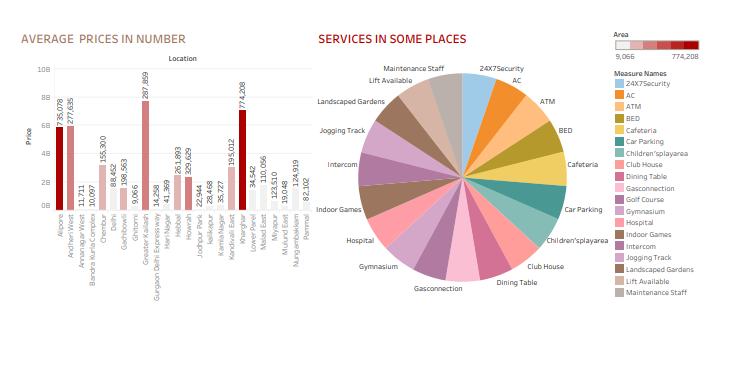 AVERAGE PRICES IN NUMBER
Location
Price
10B
8B
6B
4B
2B
0B
735,078
277,635
11,731
10,097
155,300
88,452
198,563
9,066
287,859
14,258
41,369
261,893
329,629
22,944
28,468
35,727
195,012
774,208
34,542
110,056
123,510
19,048
124,919
82,102
Alipore
Andheri West
Annanagar West
Bandra Kurla Complex
Chembur
Delhi
Gachibowli
Ghitorni
Greater Kailash
Gurgaon Delhi Expressway
Hari Nagar
Hebbal
Howrah
Jodhpur Park
Kalikapur
Kamla Nagar
Kandivali East
Kharghar
Lower Parel
Malad East
Miyapur
Mulund East
Nungambakkam
Perumal
SERVICES IN SOME PLACES
24X7Security
AC
ATM
BED
Cafeteria
Car Parking
Children'splayarea
Club House
Dining Table
Gasconnection
Gymnasium
Hospital
Indoor Games
Intercom
Jogging Track
Landscaped Gardens
Lift Available
Maintenance Staff
Area
9,066 774,208
Measure Names
24X7Security
AC
ATM
BED
Cafeteria
Car Parking
Children'splayarea
Club House
Dining Table
Gasconnection
Golf Course
Gymnasium
Hospital
Indoor Games
Intercom
Jogging Track
Landscaped Gardens
Lift Available
Maintenance Staff